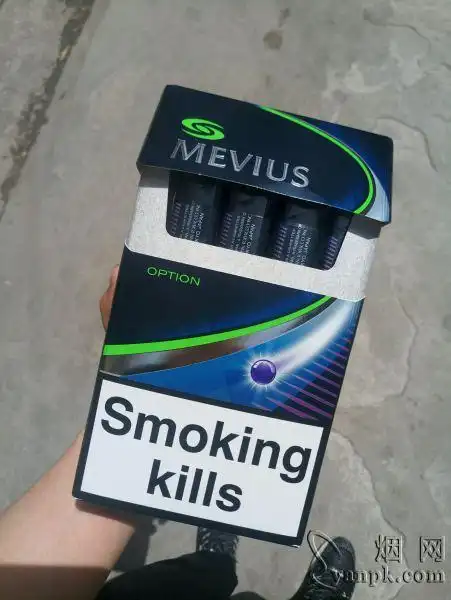 MEVIUS
OPTION
Smoking
kills
烟网
yanpk.com